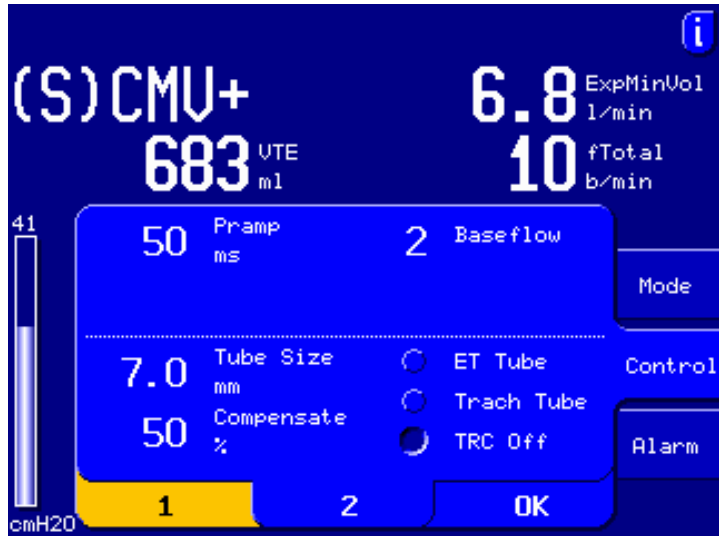 i
(S)CMV+
6.8 ExpMinVol l/min
683 VTE ml
10 fTotal b/min
41
50 Pramp ms
2 Baseflow
Mode
7.0 Tube Size mm
ET Tube
Control
Trach Tube
50 Compensate %
TRC Off
Alarm
1
2
OK
cmH2O